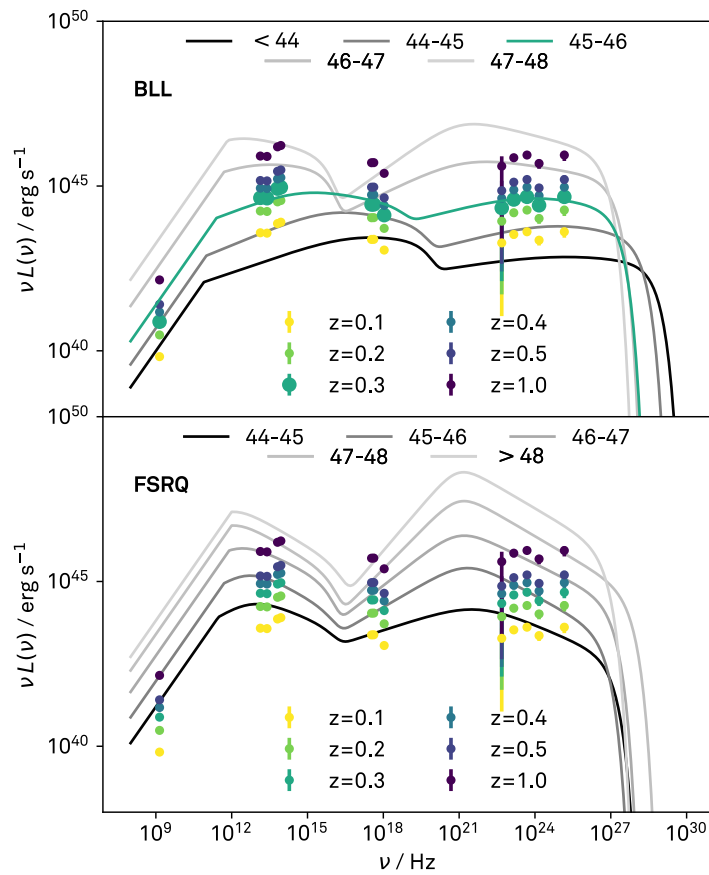 10^50
< 44 44-45 45-46
46-47 47-48
BLL
10^45
νL(ν) / erg s^−1
z=0.1 z=0.4
z=0.2 z=0.5
z=0.3 z=1.0
10^40
10^50
44-45 45-46 46-47
47-48 > 48
FSRQ
10^45
νL(ν) / erg s^−1
z=0.1 z=0.4
z=0.2 z=0.5
z=0.3 z=1.0
10^40
10^9 10^12 10^15 10^18 10^21 10^24 10^27 10^30
ν / Hz